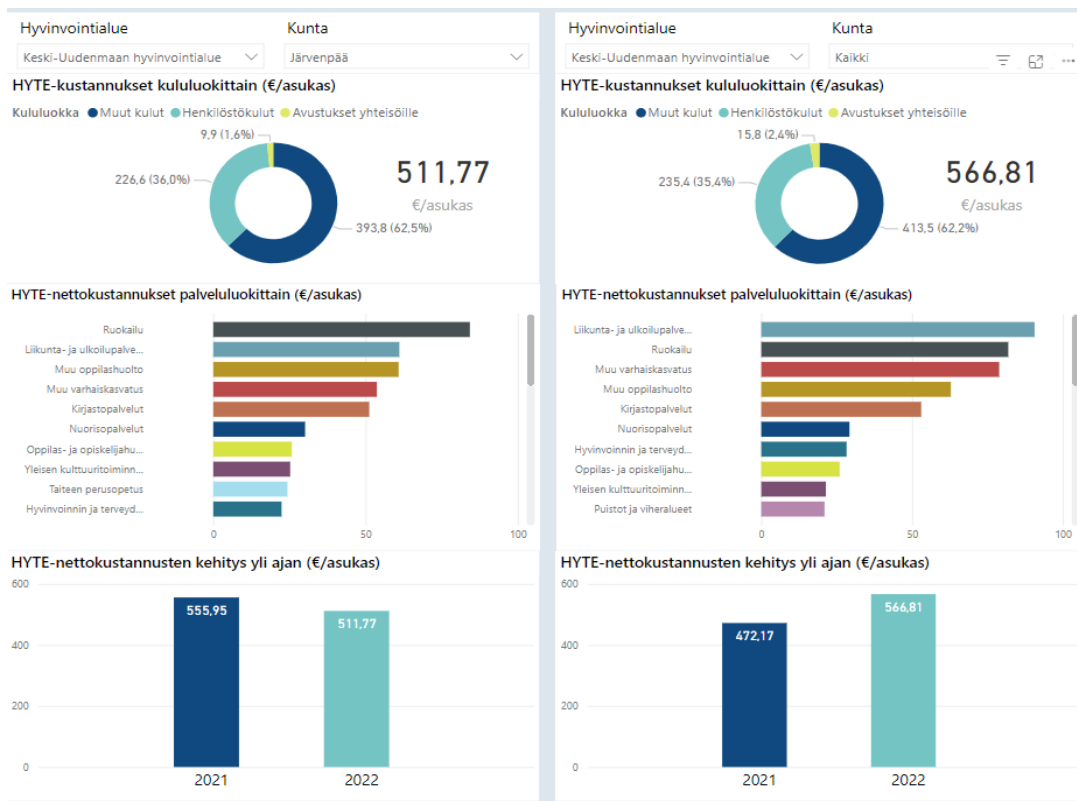 Hyvinvointialue
Kunta
Keski-Uudenmaan hyvinvointialue
Järvenpää
HYTE-kustannukset kululuokittain (€/asukas)
Kululuokka Muut kulut Henkilöstökulut Avustukset yhteisöille
9,9 (1,6%)
226,6 (36,0%)
393,8 (62,5%)
511,77
€/asukas
HYTE-nettokustannukset palveluluokittain (€/asukas)
Ruokailu
Liikunta- ja ulkoilupalve...
Muu oppilashuolto
Muu varhaiskasvatus
Kirjastopalvelut
Nuorisopalvelut
Oppilas- ja opiskelijahu...
Yleisen kulttuuritoiminn...
Taiteen perusopetus
Hyvinvoinnin ja terveyd...
0 50 100
HYTE-nettokustannusten kehitys yli ajan (€/asukas)
600
400
200
0
555,95
511,77
2021 2022
Hyvinvointialue
Kunta
Keski-Uudenmaan hyvinvointialue
Kaikki
HYTE-kustannukset kululuokittain (€/asukas)
Kululuokka Muut kulut Henkilöstökulut Avustukset yhteisöille
15,8 (2,4%)
235,4 (35,4%)
413,5 (62,2%)
566,81
€/asukas
HYTE-nettokustannukset palveluluokittain (€/asukas)
Liikunta- ja ulkoilupalve...
Ruokailu
Muu varhaiskasvatus
Muu oppilashuolto
Kirjastopalvelut
Nuorisopalvelut
Hyvinvoinnin ja terveyd...
Oppilas- ja opiskelijahu...
Yleisen kulttuuritoiminn...
Puistot ja viheralueet
0 50 100
HYTE-nettokustannusten kehitys yli ajan (€/asukas)
600
400
200
0
472,17
566,81
2021 2022